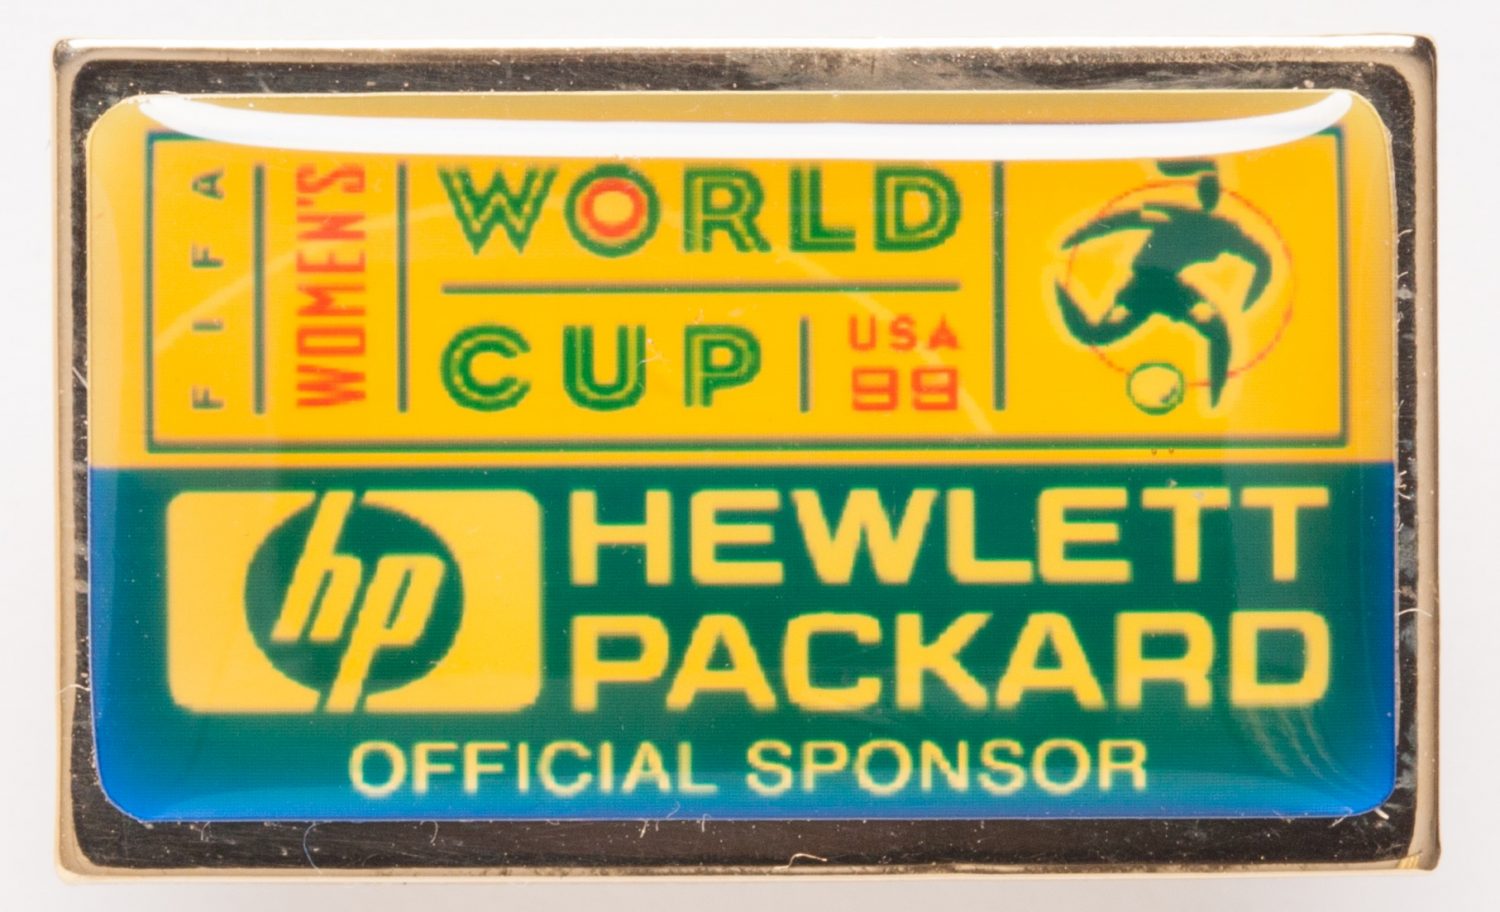 FIFA
WOMEN'S
WORLD
CUP
USA
99
hp
HEWLETT
PACKARD
OFFICIAL SPONSOR